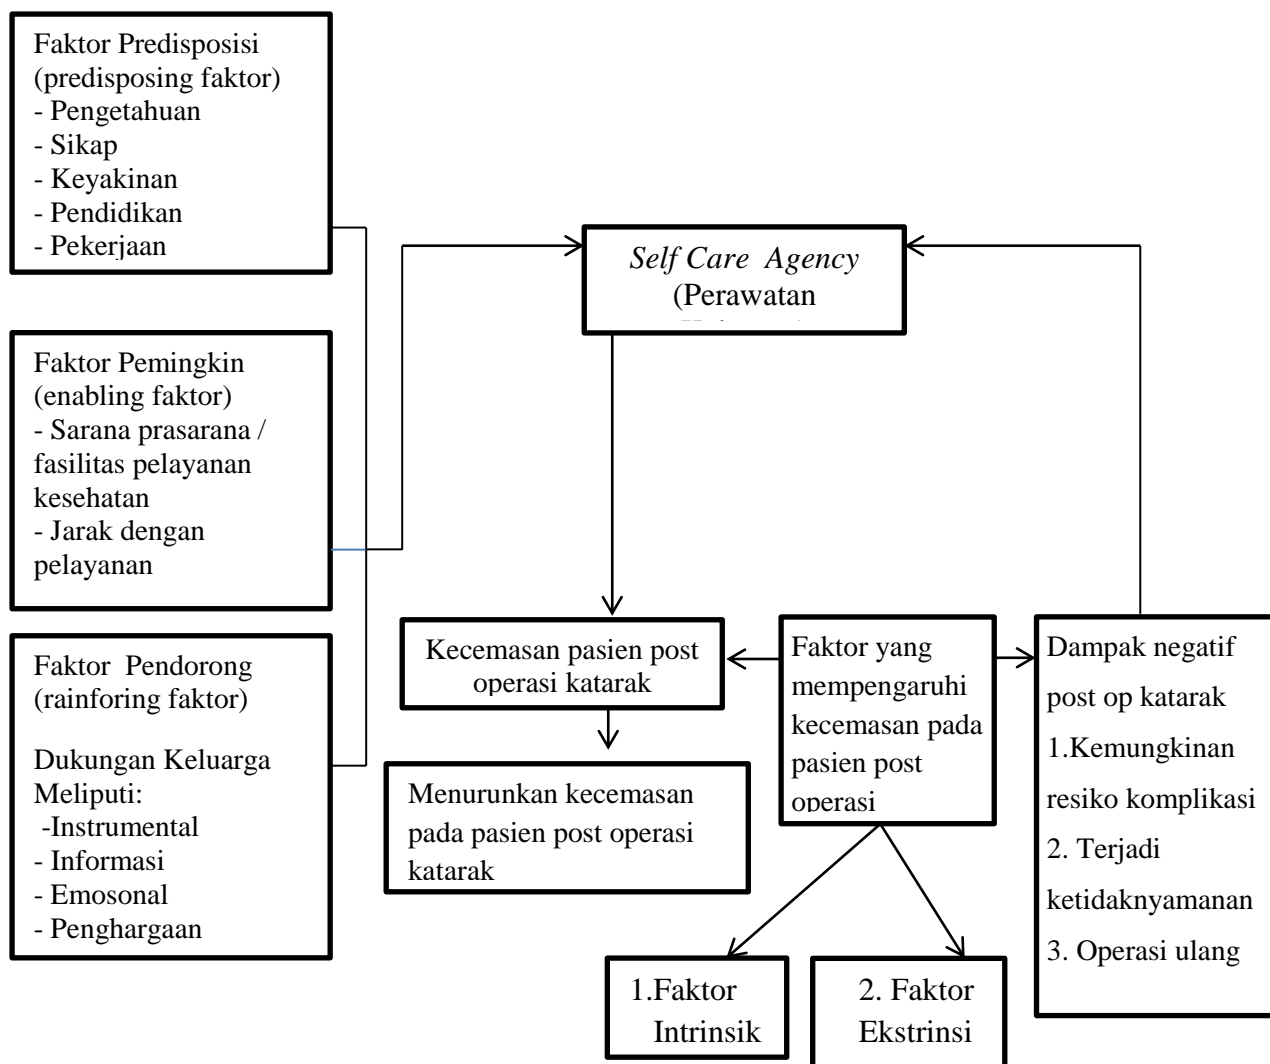 Faktor Predisposisi
(predisposing faktor)
- Pengetahuan
- Sikap
- Keyakinan
- Pendidikan
- Pekerjaan
Faktor Pemingkin
(enabling faktor)
- Sarana prasarana /
fasilitas pelayanan
kesehatan
- Jarak dengan
pelayanan
Faktor Pendorong
(rainforing faktor)
Dukungan Keluarga
Meliputi:
-Instrumental
- Informasi
- Emosonal
- Penghargaan
Self Care Agency
(Perawatan
Kecemasan pasien post
operasi katarak
Menurunkan kecemasan
pada pasien post operasi
katarak
Faktor yang
mempengaruhi
kecemasan pada
pasien post
operasi
1.Faktor
Intrinsik
2. Faktor
Ekstrinsi
Dampak negatif
post op katarak
1.Kemungkinan
resiko komplikasi
2. Terjadi
ketidaknyamanan
3. Operasi ulang